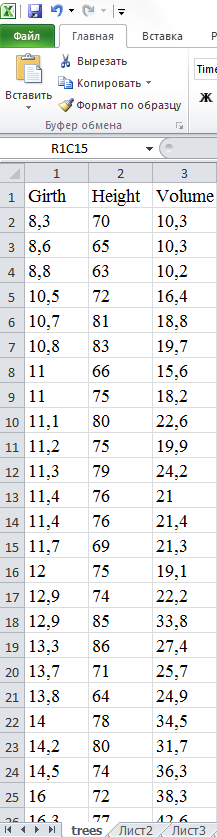 Файл Главная Вставка
Вставить
Вырезать
Копировать
Формат по образцу
Time
Ж
Буфер обмена
R1C15
1 2 3
1 Girth Height Volume
2 8,3 70 10,3
3 8,6 65 10,3
4 8,8 63 10,2
5 10,5 72 16,4
6 10,7 81 18,8
7 10,8 83 19,7
8 11 66 15,6
9 11 75 18,2
10 11,1 80 22,6
11 11,2 75 19,9
12 11,3 79 24,2
13 11,4 76 21
14 11,4 76 21,4
15 11,7 69 21,3
16 12 75 19,1
17 12,9 74 22,2
18 12,9 85 33,8
19 13,3 86 27,4
20 13,7 71 25,7
21 13,8 64 24,9
22 14 78 34,5
23 14,2 80 31,7
24 14,5 74 36,3
25 16 72 38,3
26 16,3 77 42,6
trees Лист2 Лист3